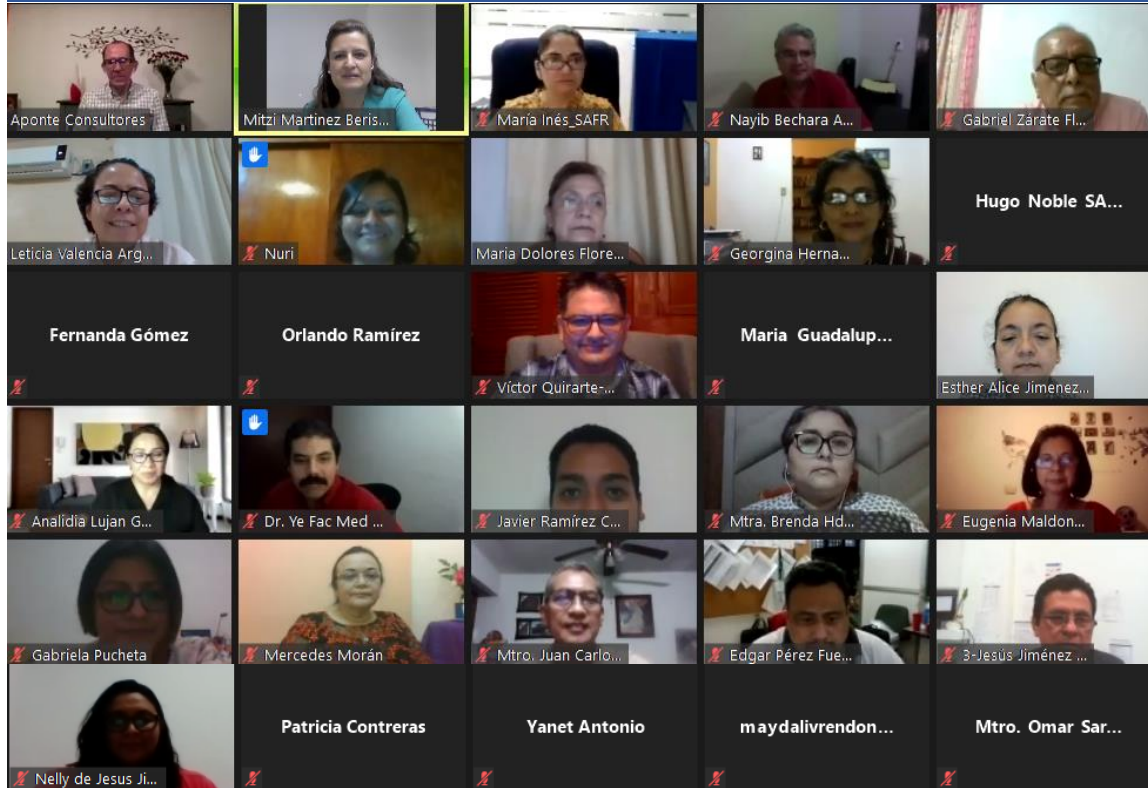 Aponte Consultores
Mitzi Martinez Beris...
María Inés_SAFR
Nayib Bechara A...
Gabriel Zárate Fl...
Leticia Valencia Arg...
Nuri
Maria Dolores Flore...
Georgina Herna...
Hugo Noble SA...
Fernanda Gómez
Orlando Ramírez
Víctor Quirarte-...
Maria Guadalup...
Esther Alice Jimenez...
Analidia Lujan G...
Dr. Ye Fac Med ...
Javier Ramírez C...
Mtra. Brenda Hd...
Eugenia Maldon...
Gabriela Pucheta
Mercedes Morán
Mtro. Juan Carlo...
Edgar Pérez Fue...
3-Jesús Jiménez ...
Nelly de Jesus Ji...
Patricia Contreras
Yanet Antonio
maydalivrendon...
Mtro. Omar Sar...